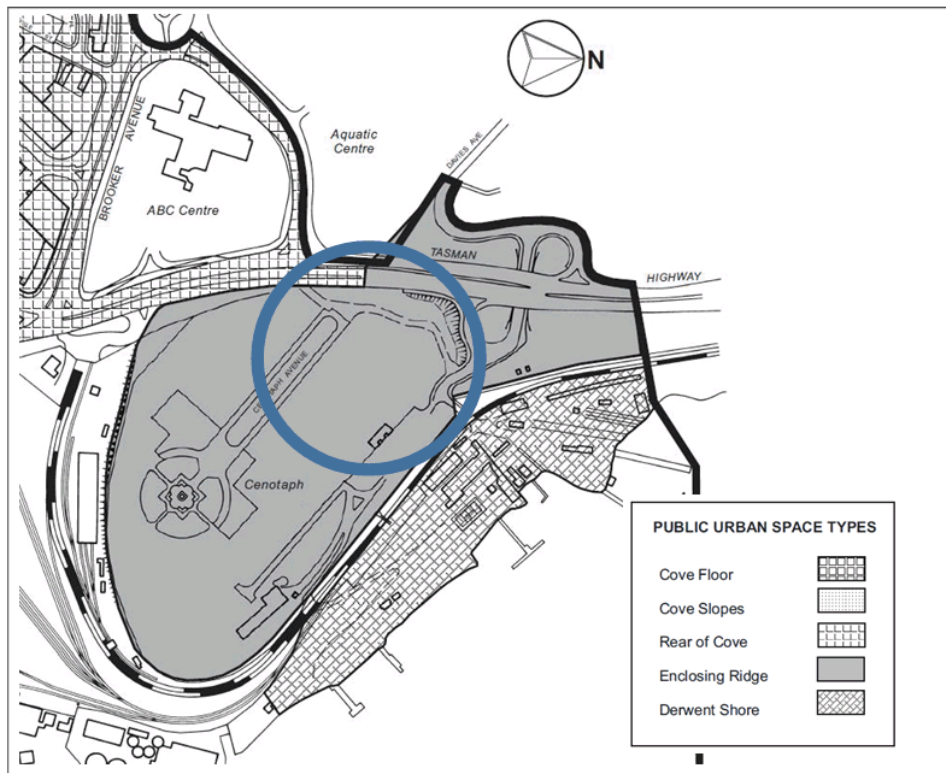 N
Aquatic
Centre
BROOKER AVENUE
ABC Centre
DAVIES AVE
TASMAN
HIGHWAY
AVENUE
Cenotaph
PUBLIC URBAN SPACE TYPES
Cove Floor
Cove Slopes
Rear of Cove
Enclosing Ridge
Derwent Shore